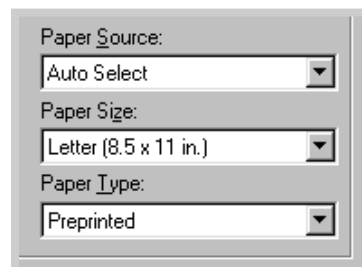 Paper Source:
Auto Select
Paper Size:
Letter (8.5 x 11 in.)
Paper Type:
Preprinted